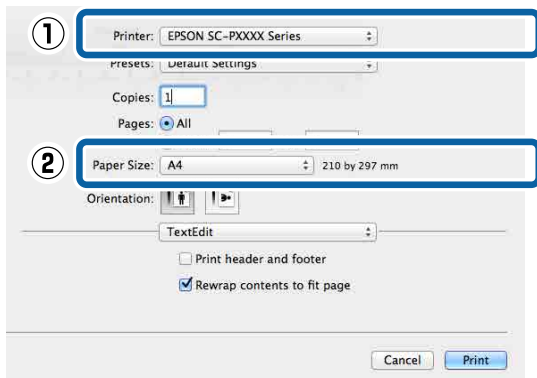 ① Printer: EPSON SC-PXXXX Series
Presets: Default Settings
Copies: 1
Pages: All
② Paper Size: A4 210 by 297 mm
Orientation:
TextEdit
Print header and footer
Rewrap contents to fit page
Cancel Print